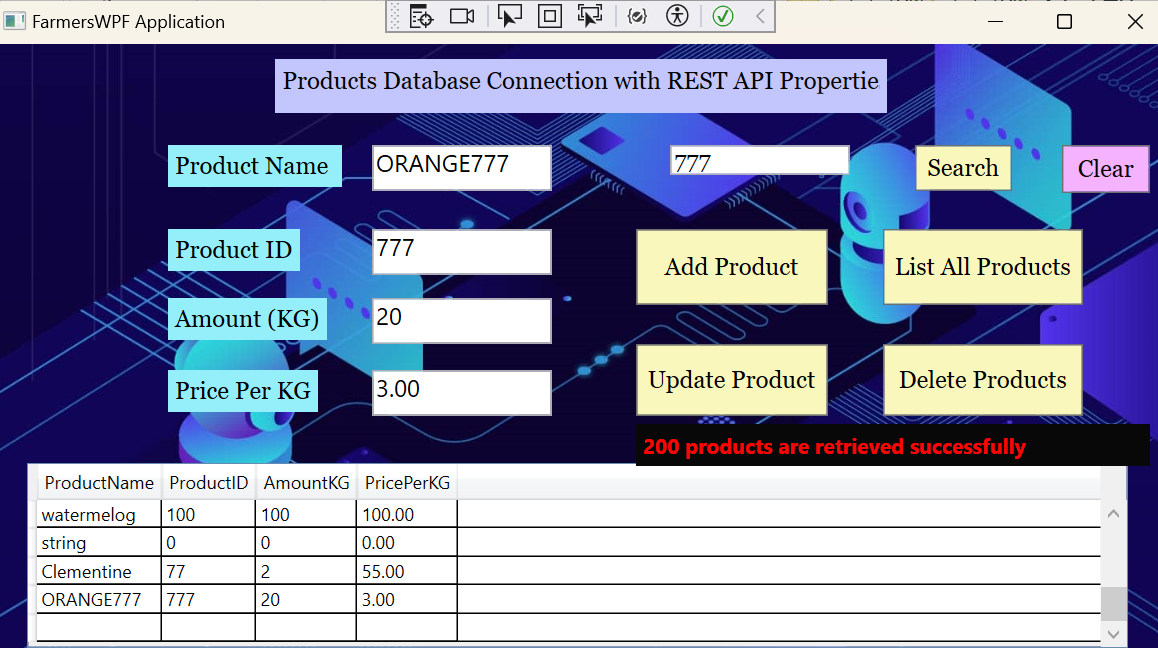 FarmersWPF Application
Products Database Connection with REST API Propertie
Product Name ORANGE777 777 Search Clear
Product ID 777 Add Product List All Products
Amount (KG) 20
Price Per KG 3.00 Update Product Delete Products
200 products are retrieved successfully
ProductName ProductID AmountKG PricePerKG
watermelog 100 100 100.00
string 0 0 0.00
Clementine 77 2 55.00
ORANGE777 777 20 3.00